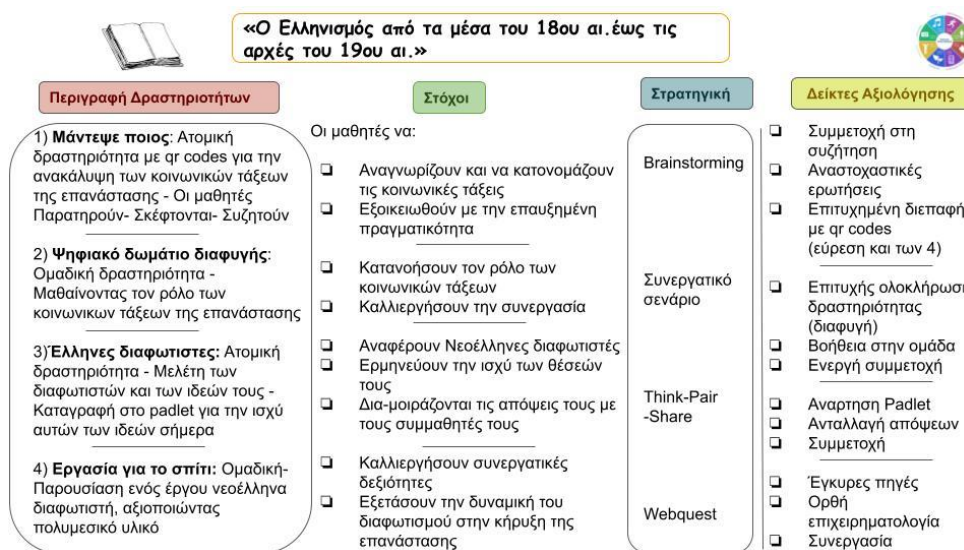 «Ο Ελληνισμός από τα μέσα του 18ου αι.έως τις
αρχές του 19ου αι.»
Περιγραφή Δραστηριοτήτων
1) Μάντεψε ποιος: Ατομική
δραστηριότητα με qr codes για την
ανακάλυψη των κοινωνικών τάξεων
της επανάστασης - Οι μαθητές
Παρατηρούν- Σκέφτονται- Συζητούν
2) Ψηφιακό δωμάτιο διαφυγής:
Ομαδική δραστηριότητα -
Μαθαίνοντας τον ρόλο των
κοινωνικων τάξεων της επανάστασης
3)Έλληνες διαφωτιστες: Ατομική
δραστηριότητα - Μελέτη των
διαφωτιστών και των ιδεών τους -
Καταγραφή στο padlet για την ισχύ
αυτών των ιδεών σήμερα
4) Εργασία για το σπίτι: Ομαδική-
Παρουσίαση ενός έργου νεοέλληνα
διαφωτιστή, αξιοποιώντας
πολυμεσικό υλικό
Στόχοι
Οι μαθητές να:
Αναγνωρίζουν και να κατονομάζουν
τις κοινωνικές τάξεις
Εξοικειωθούν με την επαυξημένη
πραγματικότητα
Κατανοήσουν τον ρόλο των
κοινωνικών τάξεων
Καλλιεργήσουν την συνεργασία
Αναφέρουν Νεοέλληνες διαφωτιστές
Ερμηνεύουν την ισχύ των θέσεών
τους
Δια-μοιράζονται τις απόψεις τους με
τους συμμαθητές τους
Καλλιεργήσουν συνεργατικές
δεξιότητες
Εξετάσουν την δυναμική του
διαφωτισμού στην κήρυξη της
επανάστασης
Στρατηγική
Brainstorming
Συνεργατικό
σενάριο
Think-Pair
-Share
Webquest
Δείκτες Αξιολόγησης
Συμμετοχή στη
συζήτηση
Αναστοχαστικές
ερωτήσεις
Επιτυχημένη διεπαφή
με qr codes
(εύρεση και των 4)
Επιτυχής ολοκλήρωσι
δραστηριότητας
(διαφυγή)
Βοήθεια στην ομάδα
Ενεργή συμμετοχή
Αναρτηση Padlet
Ανταλλαγή απόψεων
Συμμετοχή
Έγκυρες πηγές
Ορθή
επιχειρηματολογία
Συνεργασία